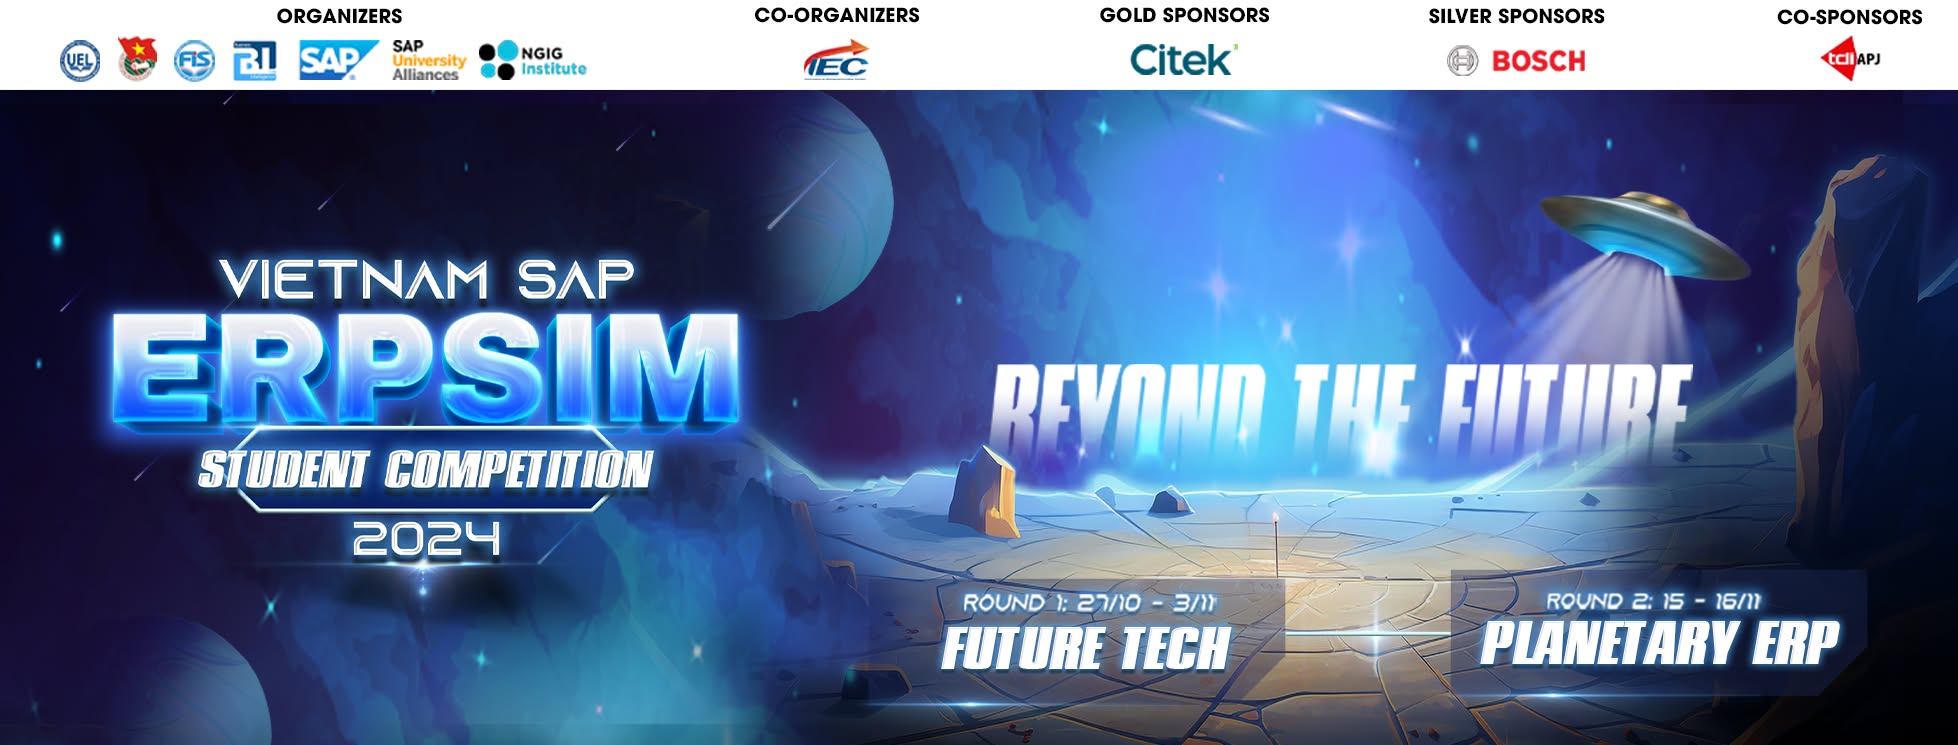 ORGANIZERS
CO-ORGANIZERS
GOLD SPONSORS
SILVER SPONSORS
CO-SPONSORS
UEL
FIS
BI
SAP
SAP
University
Alliances
NGIG
Institute
IEC
Citek
BOSCH
tcli APJ
VIETNAM SAP
ERPSIM
STUDENT COMPETITION
2024
BEYOND THE FUTURE
ROUND 1: 27/10 - 3/11
FUTURE TECH
ROUND 2: 15 - 16/11
PLANETARY ERP